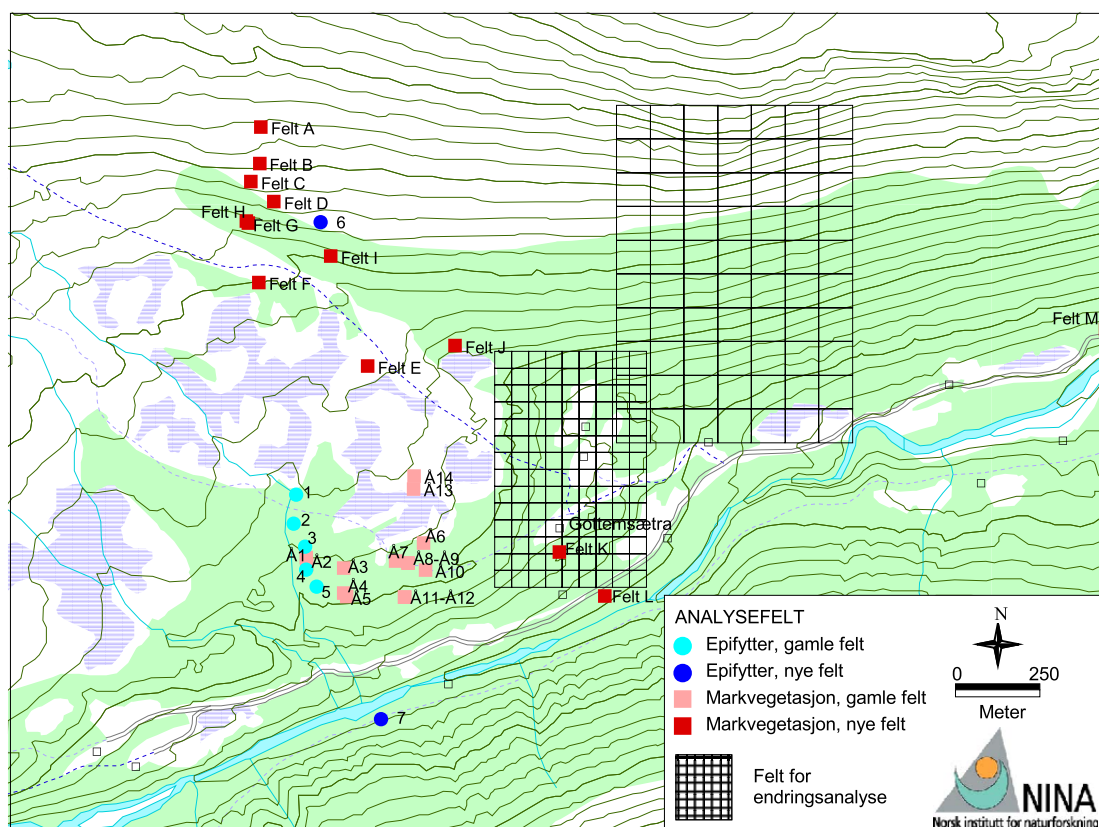 Felt A
Felt B
Felt C
Felt D
Felt H
Felt G
6
Felt I
Felt F
Felt M
Felt J
Felt E
Å14
Å13
1
2
Gottemsætra
3
Å6
Felt K
Å1
Å2
Å7
Å8-Å9
Å3
4
Å10
Å4
5
Å5
Å11-Å12
Felt L
7
ANALYSEFELT
Epifytter, gamle felt
Epifytter, nye felt
Markvegetasjon, gamle felt
Markvegetasjon, nye felt
Felt for
endringsanalyse
N
0 250
Meter
NINA
Norsk institutt for naturforskning